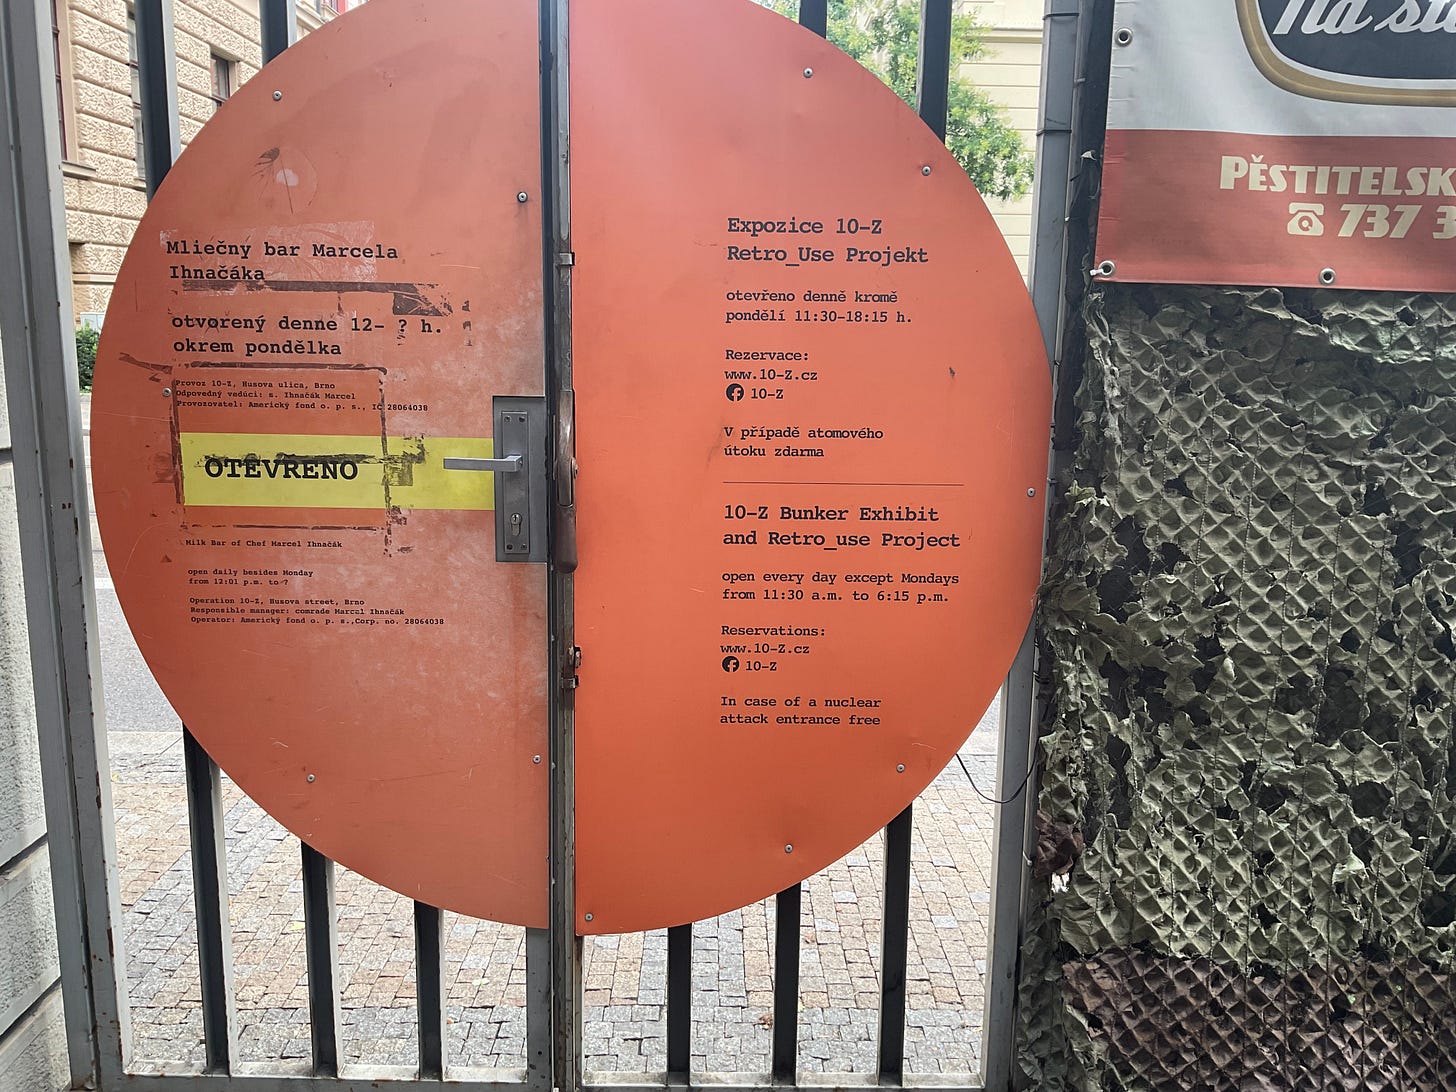 Mliečny bar Marcela
Ihnačáka
otvorený denne 12- ? h.
okrem pondělka
Provoz 10-Z, Husova ulica, Brno
Odpovedný vedúci: s. Ihnačák Marcel
Provozovatel: Americký fond o. p. s., IČ 28064038
OTEVŘENO
Milk Bar of Chef Marcel Ihnačák
open daily besides Monday
from 12:01 p.m. to ?
Operation 10-Z, Husova street, Brno
Responsible manager: comrade Marcel Ihnačák
Operator: Americký fond o. p. s.,Corp. no. 28064038
Expozice 10-Z
Retro_Use Projekt
otevřeno denně kromě
pondělí 11:30-18:15 h.
Rezervace:
www.10-Z.cz
10-Z
V případě atomového
útoku zdarma
10-Z Bunker Exhibit
and Retro_use Project
open every day except Mondays
from 11:30 a.m. to 6:15 p.m.
Reservations:
www.10-Z.cz
10-Z
In case of a nuclear
attack entrance free
Na
PĚSTITELSK
737 3